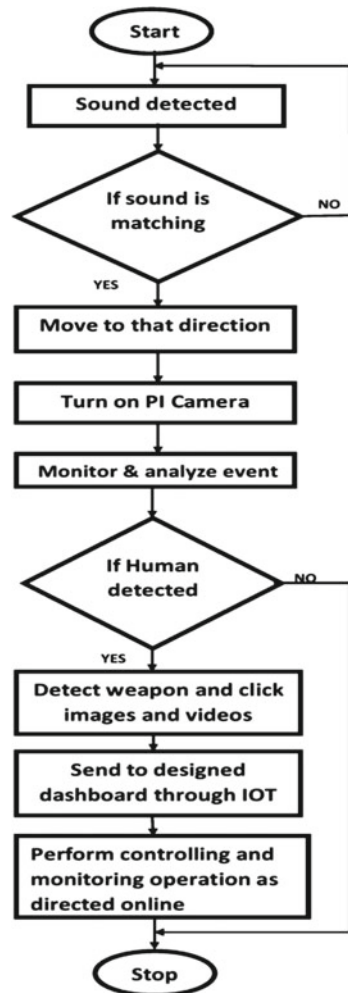 Start
Sound detected
If sound is
matching
NO
YES
Move to that direction
Turn on PI Camera
Monitor & analyze event
If Human
detected
NO
YES
Detect weapon and click
images and videos
Send to designed
dashboard through IOT
Perform controlling and
monitoring operation as
directed online
Stop